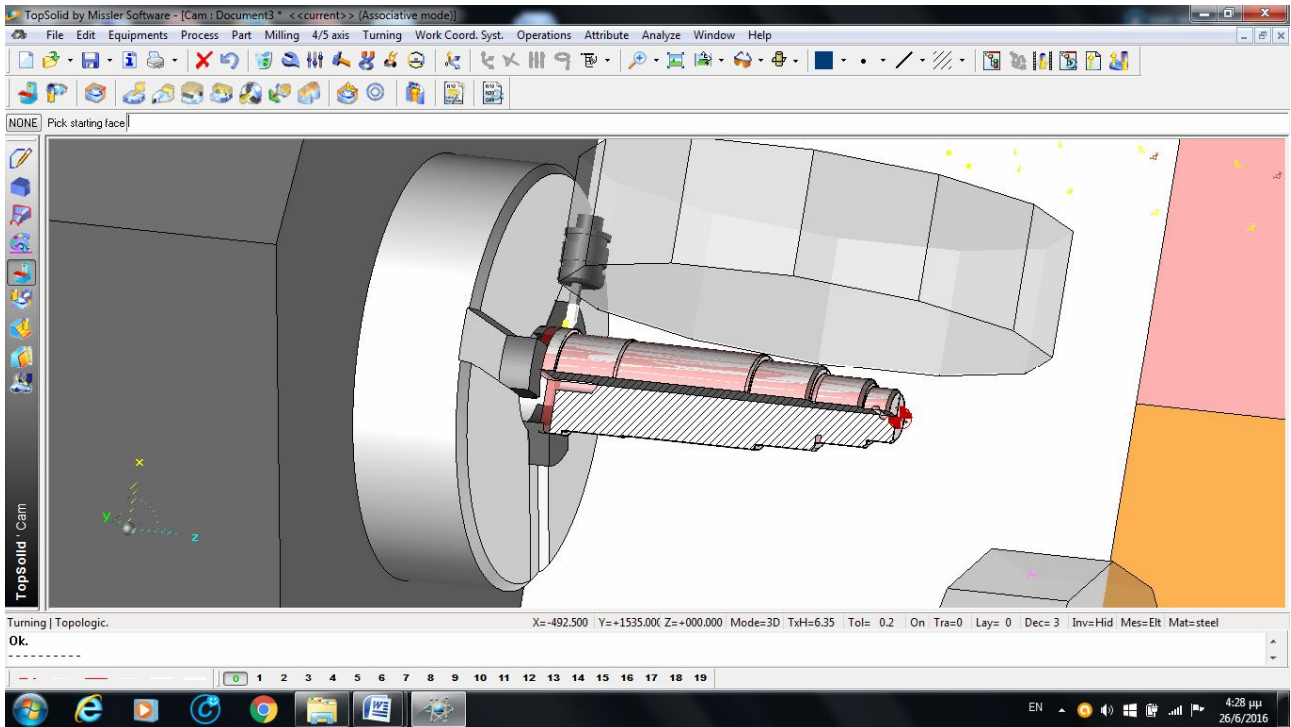 TopSolid by Missler Software - [Cam : Document3 * <<current>> (Associative mode)]
File Edit Equipments Process Part Milling 4/5 axis Turning Work Coord. Syst. Operations Attribute Analyze Window Help
NONE Pick starting face
x
y
z
TopSolid'Cam
Turning | Topologic. X=-492.500 Y=+1535.00( Z=+000.000 Mode=3D TxH=6.35 Tol= 0.2 On Tra=0 Lay= 0 Dec= 3 Inv=Hid Mes=Elt Mat=steel
Ok.
----------
0 1 2 3 4 5 6 7 8 9 10 11 12 13 14 15 16 17 18 19
EN 4:28 μμ
26/6/2016